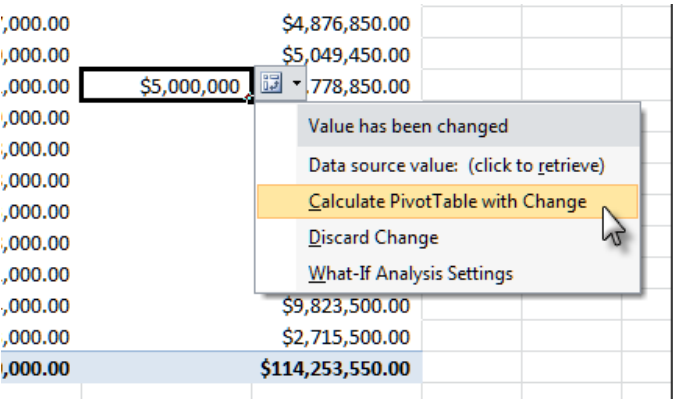 ,000.00 $4,876,850.00
,000.00 $5,049,450.00
,000.00 $5,000,000 ,778,850.00
,000.00
Value has been changed
,000.00
Data source value: (click to retrieve)
,000.00
Calculate PivotTable with Change
,000.00
Discard Change
,000.00
What-If Analysis Settings
,000.00
,000.00 $9,823,500.00
,000.00 $2,715,500.00
,000.00 $114,253,550.00